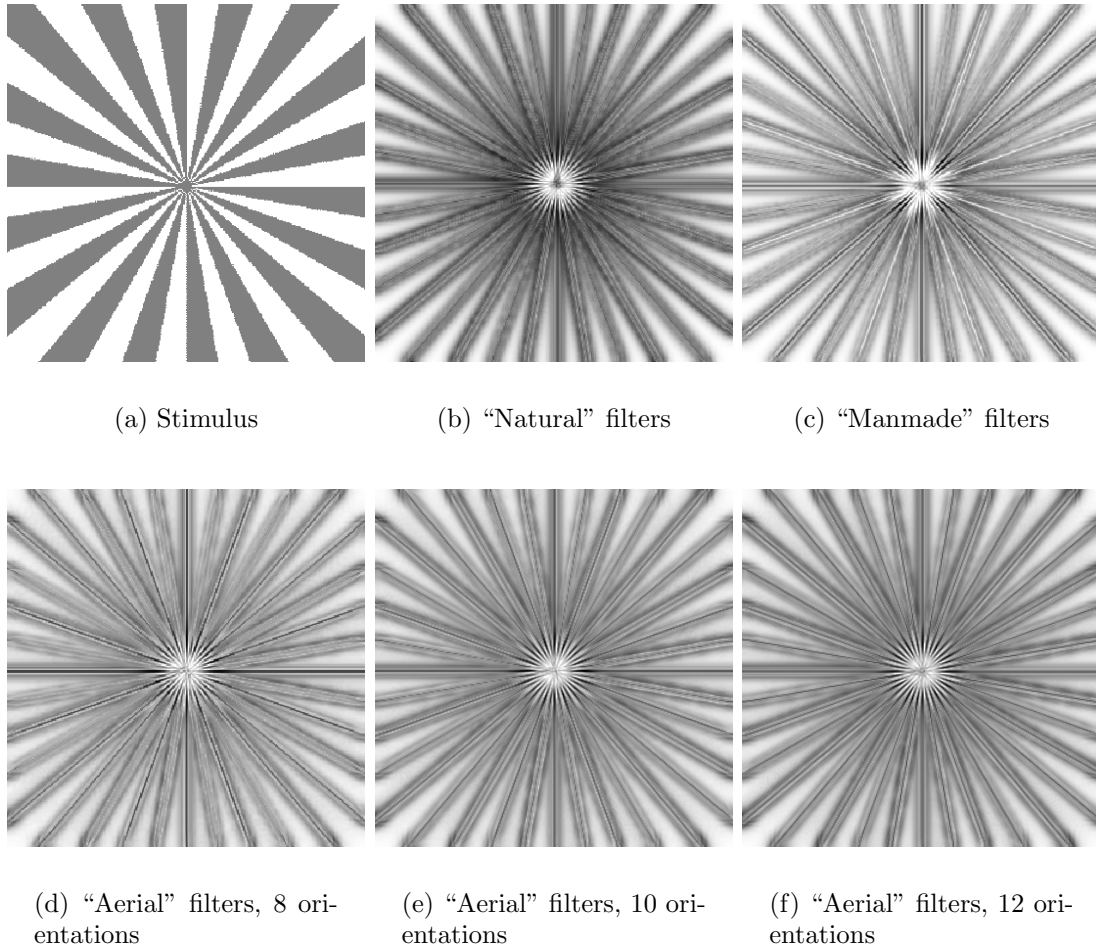 (a) Stimulus
(b) “Natural” filters
(c) “Manmade” filters
(d) “Aerial” filters, 8 ori-
entations
(e) “Aerial” filters, 10 ori-
entations
(f) “Aerial” filters, 12 ori-
entations